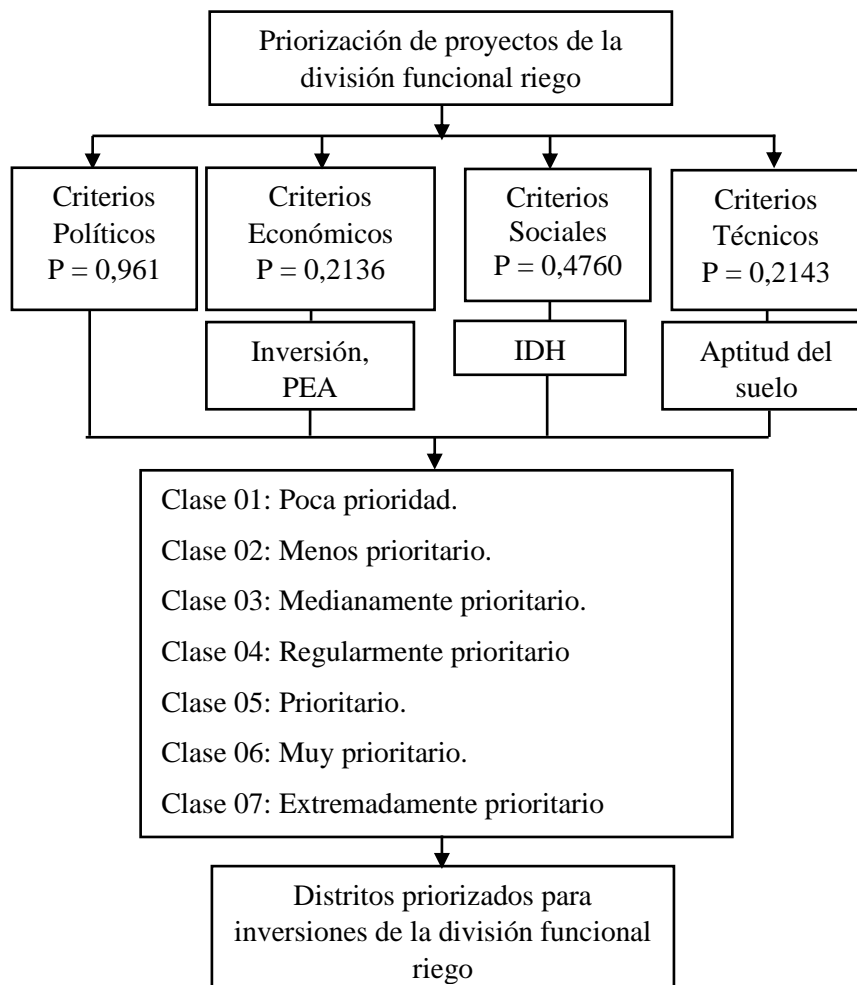 Priorización de proyectos de la
división funcional riego
Criterios
Políticos
P = 0,961
Criterios
Económicos
P = 0,2136
Criterios
Sociales
P = 0,4760
Criterios
Técnicos
P = 0,2143
Inversión,
PEA
IDH
Aptitud del
suelo
Clase 01: Poca prioridad.
Clase 02: Menos prioritario.
Clase 03: Medianamente prioritario.
Clase 04: Regularmente prioritario
Clase 05: Prioritario.
Clase 06: Muy prioritario.
Clase 07: Extremadamente prioritario
Distritos priorizados para
inversiones de la división funcional
riego